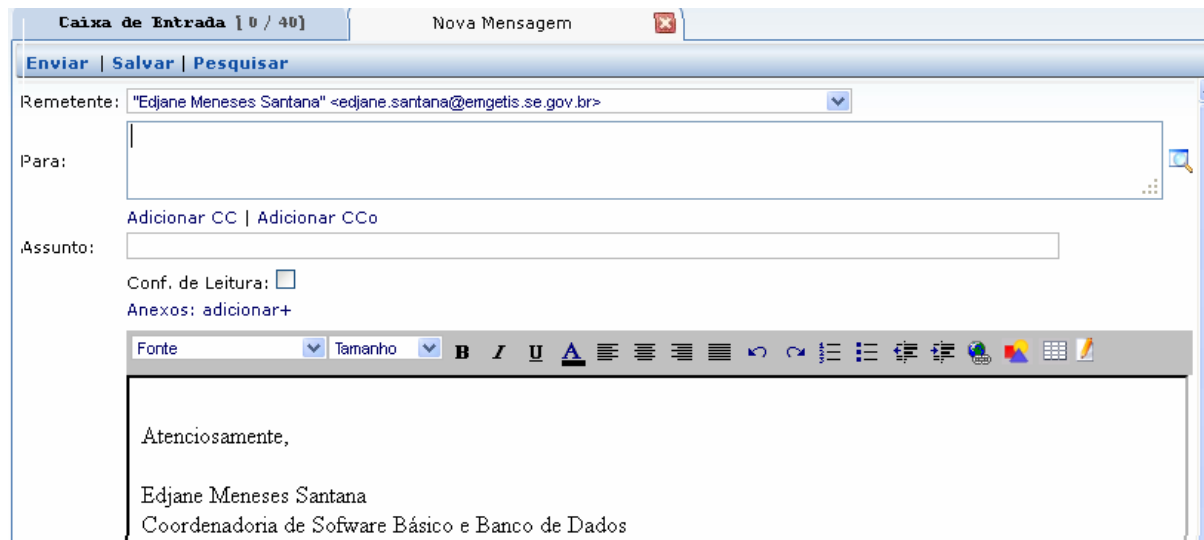 Caixa de Entrada [ 0 / 40]
Nova Mensagem
Enviar | Salvar | Pesquisar
Remetente: "Edjane Meneses Santana" <edjane.santana@emgetis.se.gov.br>
Para:
Adicionar CC | Adicionar CCo
Assunto:
Conf. de Leitura:
Anexos: adicionar+
Fonte Tamanho B I U A
Atenciosamente,
Edjane Meneses Santana
Coordenadoria de Sofware Básico e Banco de Dados